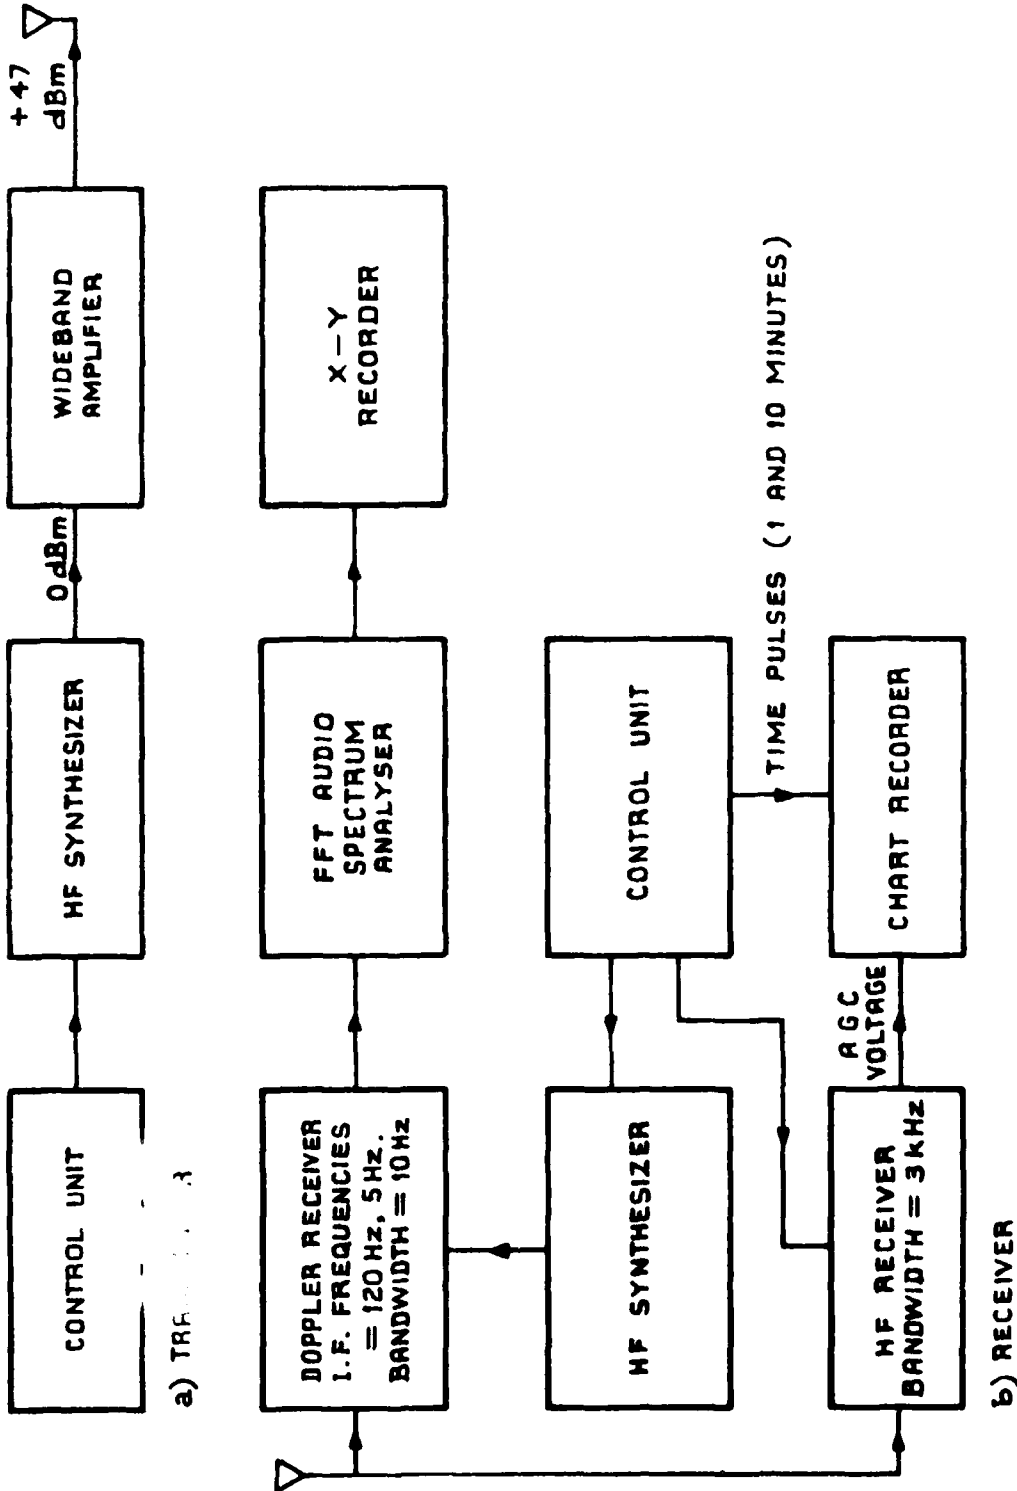 CONTROL UNIT
HF SYNTHESIZER
0 dBm
WIDEBAND
AMPLIFIER
+47
dBm
a)
DOPPLER RECEIVER
I.F. FREQUENCIES
= 120 Hz, 5 Hz.
BANDWIDTH = 10 Hz
FFT AUDIO
SPECTRUM
ANALYSER
X-Y
RECORDER
HF SYNTHESIZER
CONTROL UNIT
TIME PULSES (1 AND 10 MINUTES)
HF RECEIVER
BANDWIDTH = 3 kHz
AGC
VOLTAGE
CHART RECORDER
b) RECEIVER